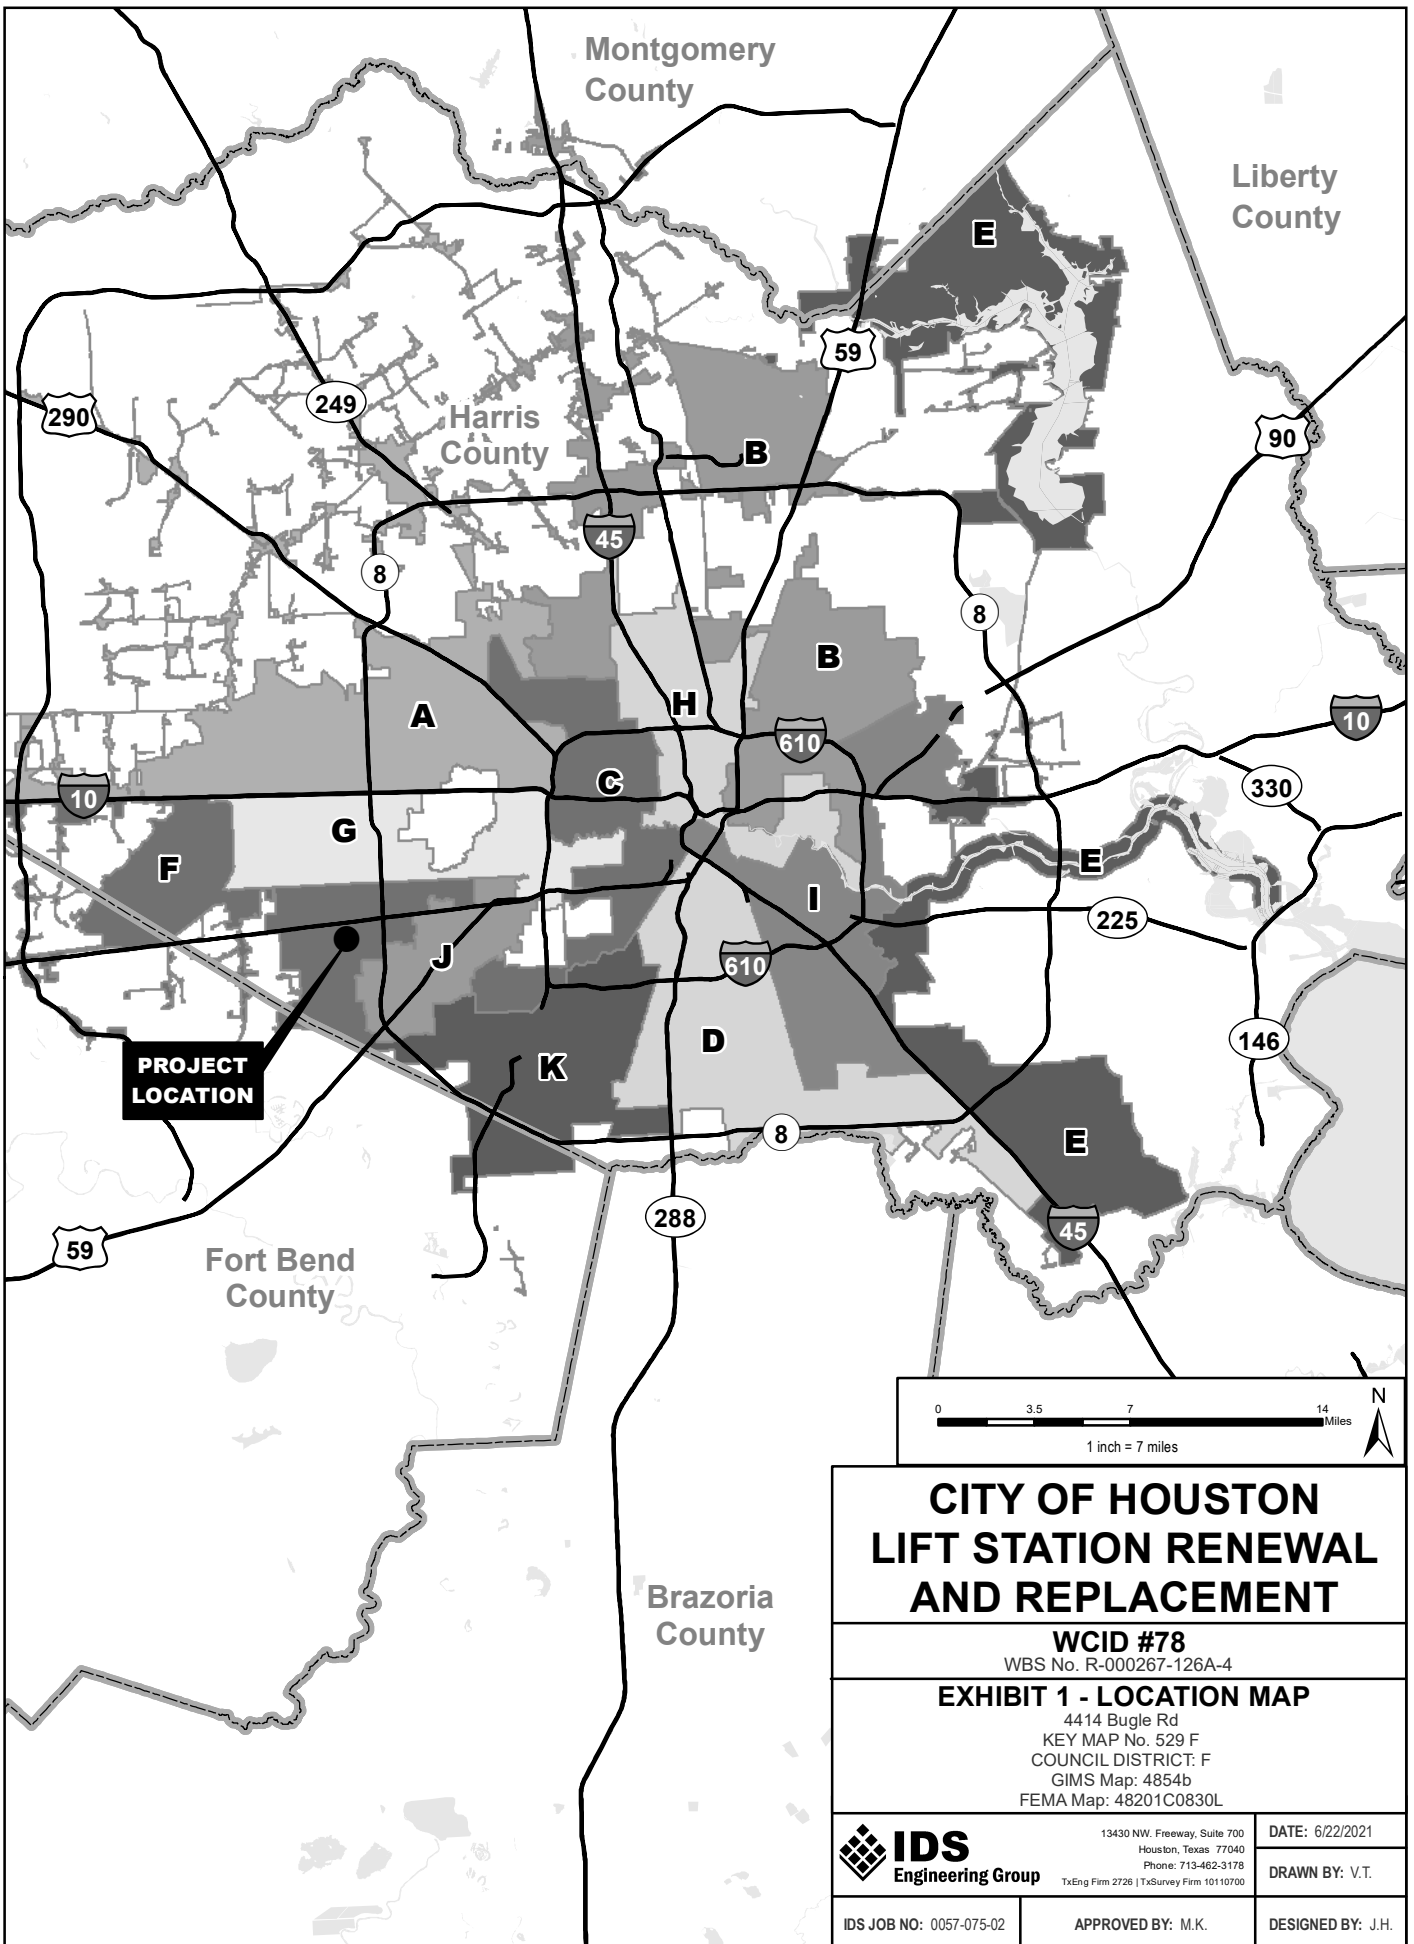 Montgomery
County
Liberty
County
E
59
290
249
Harris
County
90
B
45
8
8
B
H
A
10
610
C
10
330
G
F
E
I
225
J
610
D
146
PROJECT
LOCATION
K
8
E
288
45
59
Fort Bend
County
N
0 3.5 7 14
Miles
1 inch = 7 miles
CITY OF HOUSTON
LIFT STATION RENEWAL
AND REPLACEMENT
Brazoria
County
WCID #78
WBS No. R-000267-126A-4
EXHIBIT 1 - LOCATION MAP
4414 Bugle Rd
KEY MAP No. 529 F
COUNCIL DISTRICT: F
GIMS Map: 4854b
FEMA Map: 48201C0830L
IDS
Engineering Group
13430 NW. Freeway, Suite 700
Houston, Texas 77040
Phone: 713-462-3178
TxEng Firm 2726 | TxSurvey Firm 10110700
DATE: 6/22/2021
DRAWN BY: V.T.
IDS JOB NO: 0057-075-02
APPROVED BY: M.K.
DESIGNED BY: J.H.